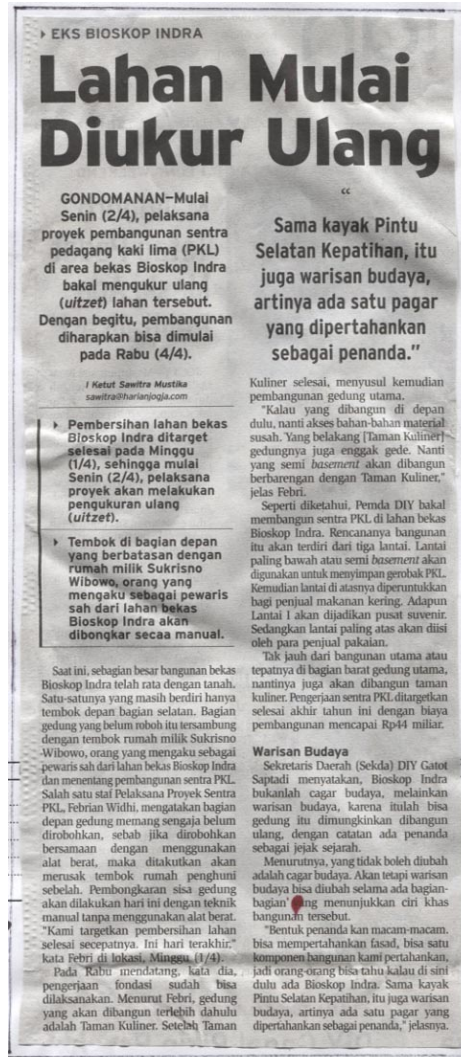 EKS BIOSKOP INDRA
Lahan Mulai
Diukur Ulang
GONDOMANAN—Mulai
Senin (2/4), pelaksana
proyek pembangunan sentra
pedagang kaki lima (PKL)
di area bekas Bioskop Indra
bakal mengukur ulang
(uitzet) lahan tersebut.
Dengan begitu, pembangunan
diharapkan bisa dimulai
pada Rabu (4/4).
I Ketut Sawitra Mustika
sawitra@harianjogja.com
Pembersihan lahan bekas
Bioskop Indra ditarget
selesai pada Minggu
(1/4), sehingga mulai
Senin (2/4), pelaksana
proyek akan melakukan
pengukuran ulang
(uitzet).
Tembok di bagian depan
yang berbatasan dengan
rumah milik Sukrisno
Wibowo, orang yang
mengaku sebagai pewaris
sah dari lahan bekas
Bioskop Indra akan
dibongkar secaa manual.
Saat ini, sebagian besar bangunan bekas
Bioskop Indra telah rata dengan tanah.
Satu-satunya yang masih berdiri hanya
tembok depan bagian selatan. Bagian
gedung yang belum roboh itu tersambung
dengan tembok rumah milik Sukrisno
Wibowo, orang yang mengaku sebagai
pewaris sah dari lahan bekas Bioskop Indra
dan menentang pembangunan sentra PKL.
Salah satu staf Pelaksana Proyek Sentra
PKL, Febrian Widhi, mengatakan bagian
depan gedung memang sengaja belum
dirobohkan, sebab jika dirobohkan
bersamaan dengan menggunakan
alat berat, maka ditakutkan akan
merusak tembok rumah penghuni
sebelah. Pembongkaran sisa gedung
akan dilakukan hari ini dengan teknik
manual tanpa menggunakan alat berat.
"Kami targetkan pembersihan lahan
selesai secepatnya. Ini hari terakhir,"
kata Febri di lokasi, Minggu (1/4).
Pada Rabu mendatang, kata dia,
pengerjaan fondasi sudah bisa
dilaksanakan. Menurut Febri, gedung
yang akan dibangun terlebih dahulu
adalah Taman Kuliner. Setelah Taman
“
Sama kayak Pintu
Selatan Kepatihan, itu
juga warisan budaya,
artinya ada satu pagar
yang dipertahankan
sebagai penanda.”
Kuliner selesai, menyusul kemudian
pembangunan gedung utama.
"Kalau yang dibangun di depan
dulu, nanti akses bahan-bahan material
susah. Yang belakang [Taman Kuliner]
gedungnya juga enggak gede. Nanti
yang semi basement akan dibangun
berbarengan dengan Taman Kuliner,"
jelas Febri.
Seperti diketahui, Pemda DIY bakal
membangun sentra PKL di lahan bekas
Bioskop Indra. Rencananya bangunan
itu akan terdiri dari tiga lantai. Lantai
paling bawah atau semi basement akan
digunakan untuk menyimpan gerobak PKL.
Kemudian lantai di atasnya diperuntukkan
bagi penjual makanan kering. Adapun
Lantai I akan dijadikan pusat suvenir.
Sedangkan lantai paling atas akan diisi
oleh para penjual pakaian.
Tak jauh dari bangunan utama atau
tepatnya di bagian barat gedung utama,
nantinya juga akan dibangun taman
kuliner. Pengerjaan sentra PKL ditargetkan
selesai akhir tahun ini dengan biaya
pembangunan mencapai Rp44 miliar.
Warisan Budaya
Sekretaris Daerah (Sekda) DIY Gatot
Saptadi menyatakan, Bioskop Indra
bukanlah cagar budaya, melainkan
warisan budaya, karena itulah bisa
gedung itu dimungkinkan dibangun
ulang, dengan catatan ada penanda
sebagai jejak sejarah.
Menurutnya, yang tidak boleh diubah
adalah cagar budaya. Akan tetapi warisan
budaya bisa diubah selama ada bagian-
bagian yang menunjukkan ciri khas
bangunan tersebut.
"Bentuk penanda kan macam-macam.
bisa mempertahankan fasad, bisa satu
komponen bangunan kami pertahankan,
jadi orang-orang bisa tahu kalau di sini
dulu ada Bioskop Indra. Sama kayak
Pintu Selatan Kepatihan, itu juga warisan
budaya, artinya ada satu pagar yang
dipertahankan sebagai penanda," jelasnya.